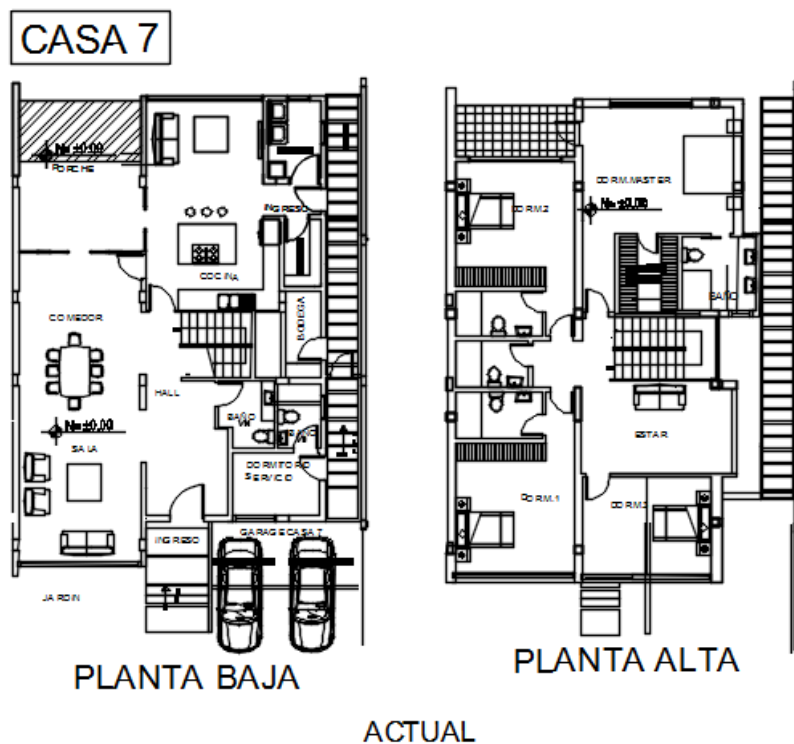 CASA 7
N= ±0.00
PORCHE
INGRESO
COCINA
COMEDOR
BODEGA
HALL
BAÑO
BAÑO
N= ±0.00
SALA
DORMITORIO
SERVICIO
INGRESO
GARAGE CASA 7
JARDIN
PLANTA BAJA
DORM.MASTER
DORM.2
N= ±0.00
BAÑO
ESTAR
DORM.1
DORM.3
PLANTA ALTA
ACTUAL